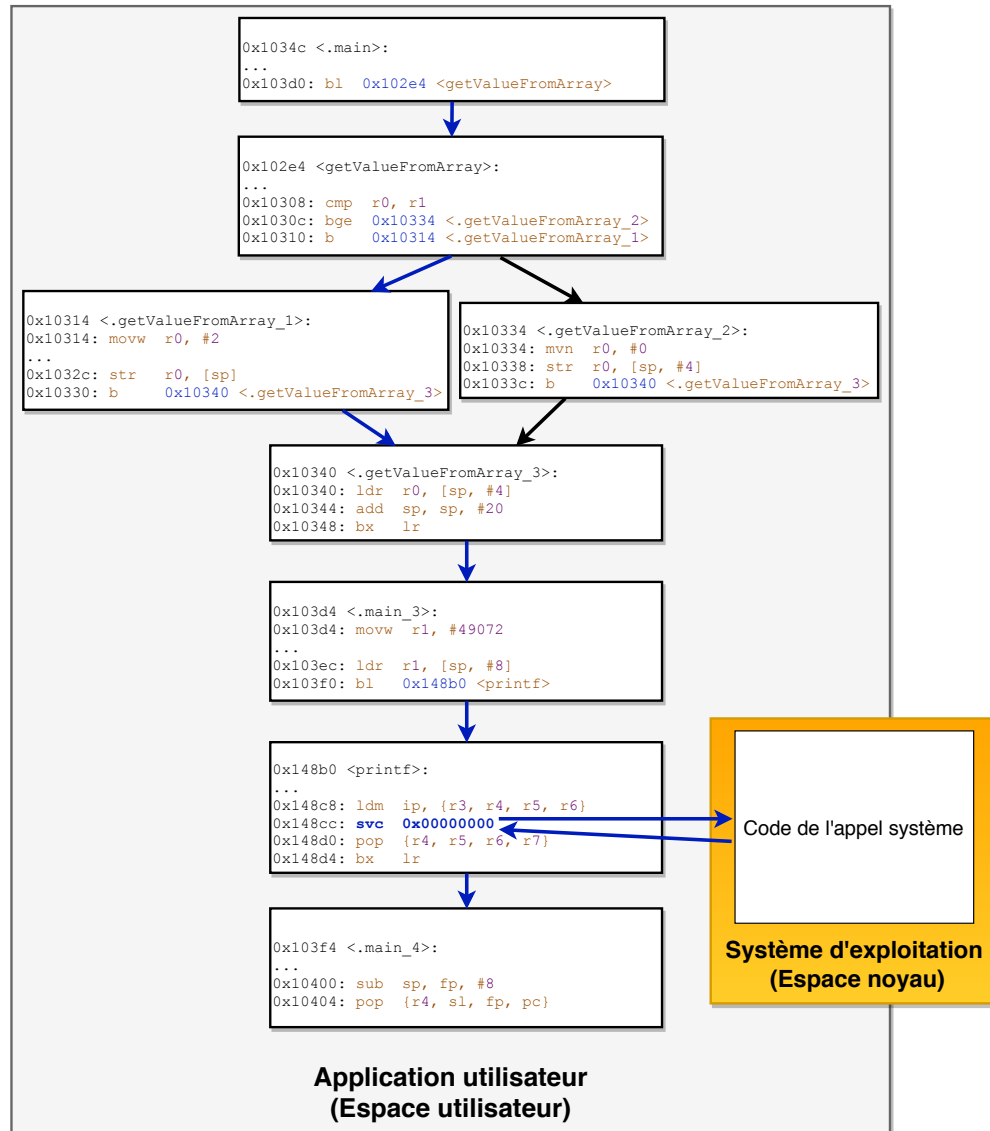 0x1034c <.main>:
...
0x103d0: bl 0x102e4 <getValueFromArray>
0x102e4 <getValueFromArray>:
...
0x10308: cmp r0, r1
0x1030c: bge 0x10334 <.getValueFromArray_2>
0x10310: b 0x10314 <.getValueFromArray_1>
0x10314 <.getValueFromArray_1>:
0x10314: movw r0, #2
...
0x1032c: str r0, [sp]
0x10330: b 0x10340 <.getValueFromArray_3>
0x10334 <.getValueFromArray_2>:
0x10334: mvn r0, #0
0x10338: str r0, [sp, #4]
0x1033c: b 0x10340 <.getValueFromArray_3>
0x10340 <.getValueFromArray_3>:
0x10340: ldr r0, [sp, #4]
0x10344: add sp, sp, #20
0x10348: bx lr
0x103d4 <.main_3>:
0x103d4: movw r1, #49072
...
0x103ec: ldr r1, [sp, #8]
0x103f0: bl 0x148b0 <printf>
0x148b0 <printf>:
...
0x148c8: ldm ip, {r3, r4, r5, r6}
0x148cc: svc 0x00000000
0x148d0: pop {r4, r5, r6, r7}
0x148d4: bx lr
Code de l'appel système
Système d'exploitation
(Espace noyau)
0x103f4 <.main_4>:
...
0x10400: sub sp, fp, #8
0x10404: pop {r4, sl, fp, pc}
Application utilisateur
(Espace utilisateur)